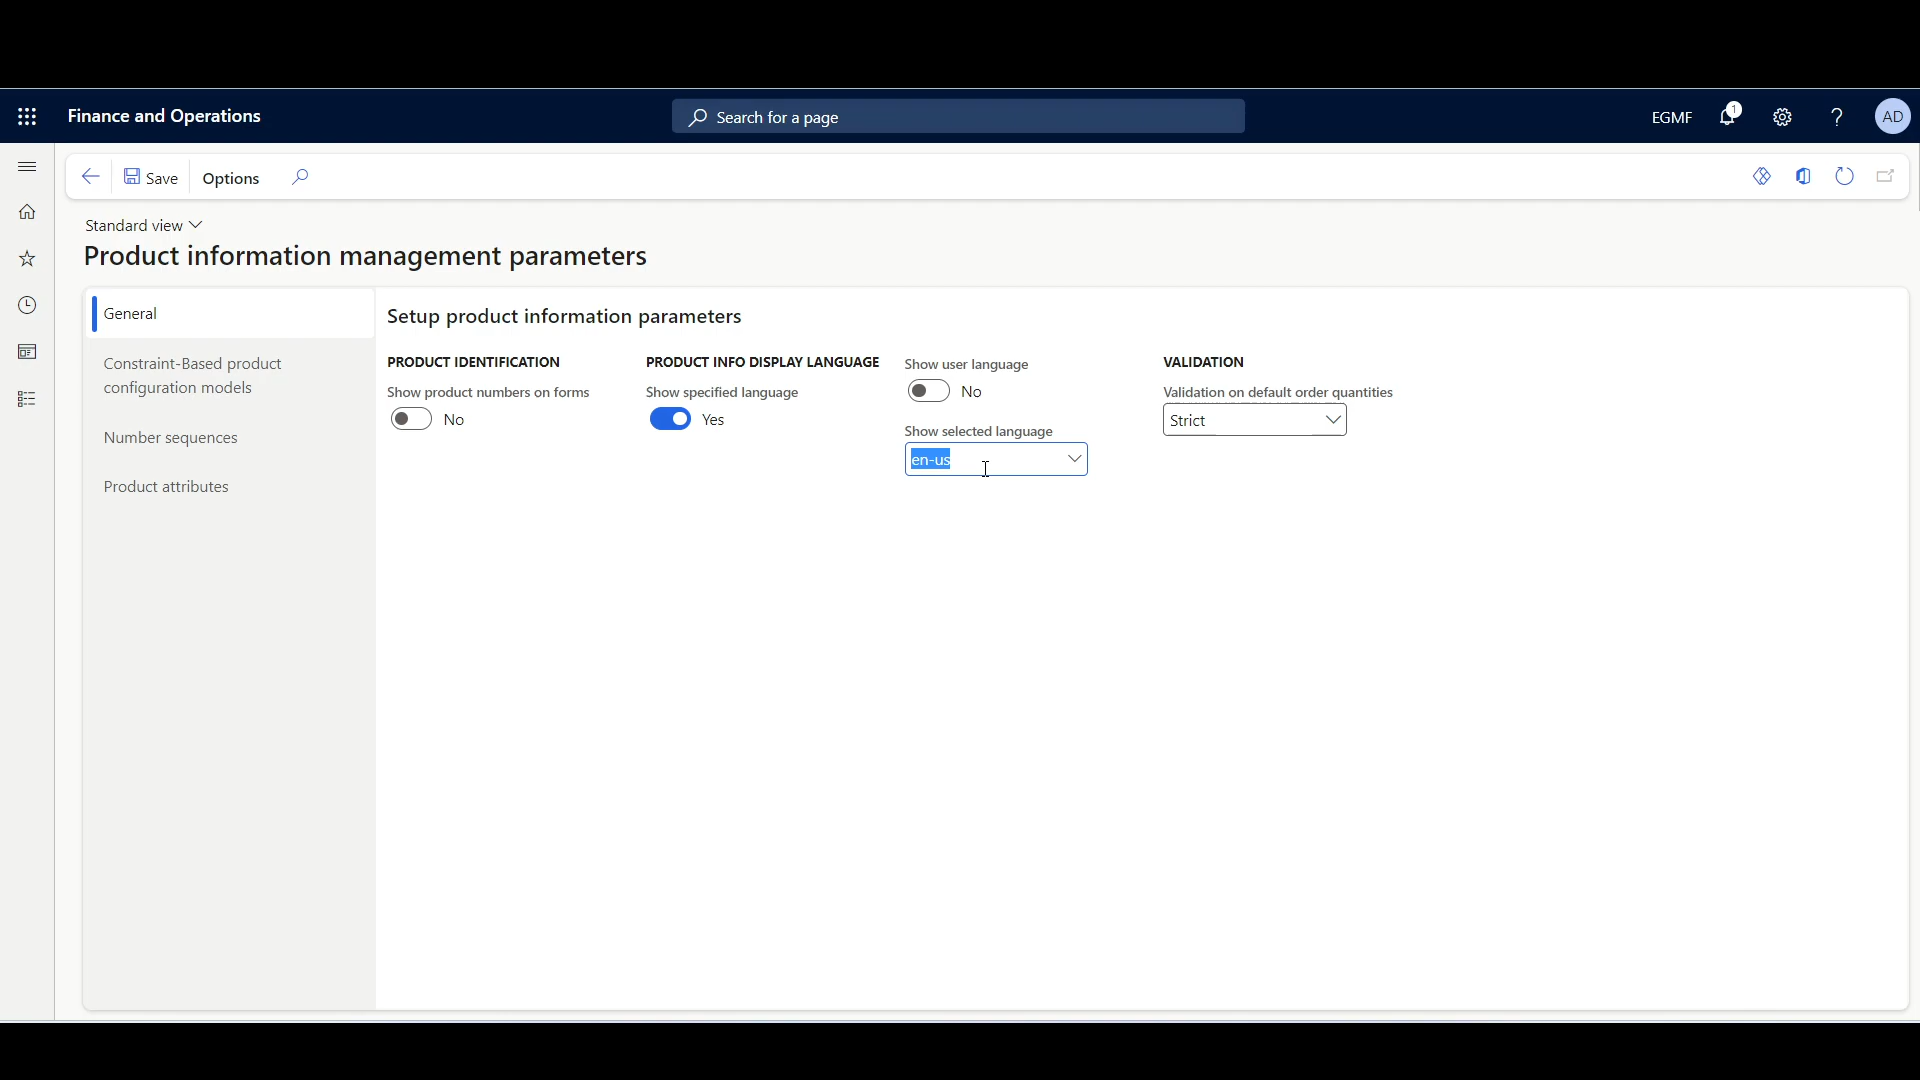 Finance and Operations
Search for a page
EGMF
1
?
AD
Save
Options
Standard view
Product information management parameters
General
Constraint-Based product
configuration models
Number sequences
Product attributes
Setup product information parameters
PRODUCT IDENTIFICATION
Show product numbers on forms
No
PRODUCT INFO DISPLAY LANGUAGE
Show specified language
Yes
Show user language
No
Show selected language
en-us
VALIDATION
Validation on default order quantities
Strict